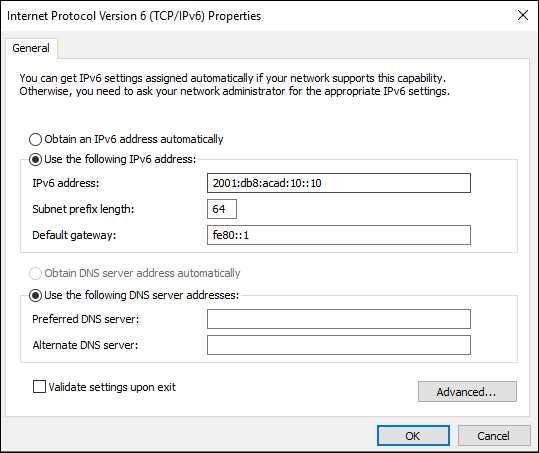 Internet Protocol Version 6 (TCP/IPv6) Properties
General
You can get IPv6 settings assigned automatically if your network supports this capability.
Otherwise, you need to ask your network administrator for the appropriate IPv6 settings.
Obtain an IPv6 address automatically
Use the following IPv6 address:
IPv6 address: 2001:db8:acad:10::10
Subnet prefix length: 64
Default gateway: fe80::1
Obtain DNS server address automatically
Use the following DNS server addresses:
Preferred DNS server:
Alternate DNS server:
Validate settings upon exit
Advanced...
OK Cancel